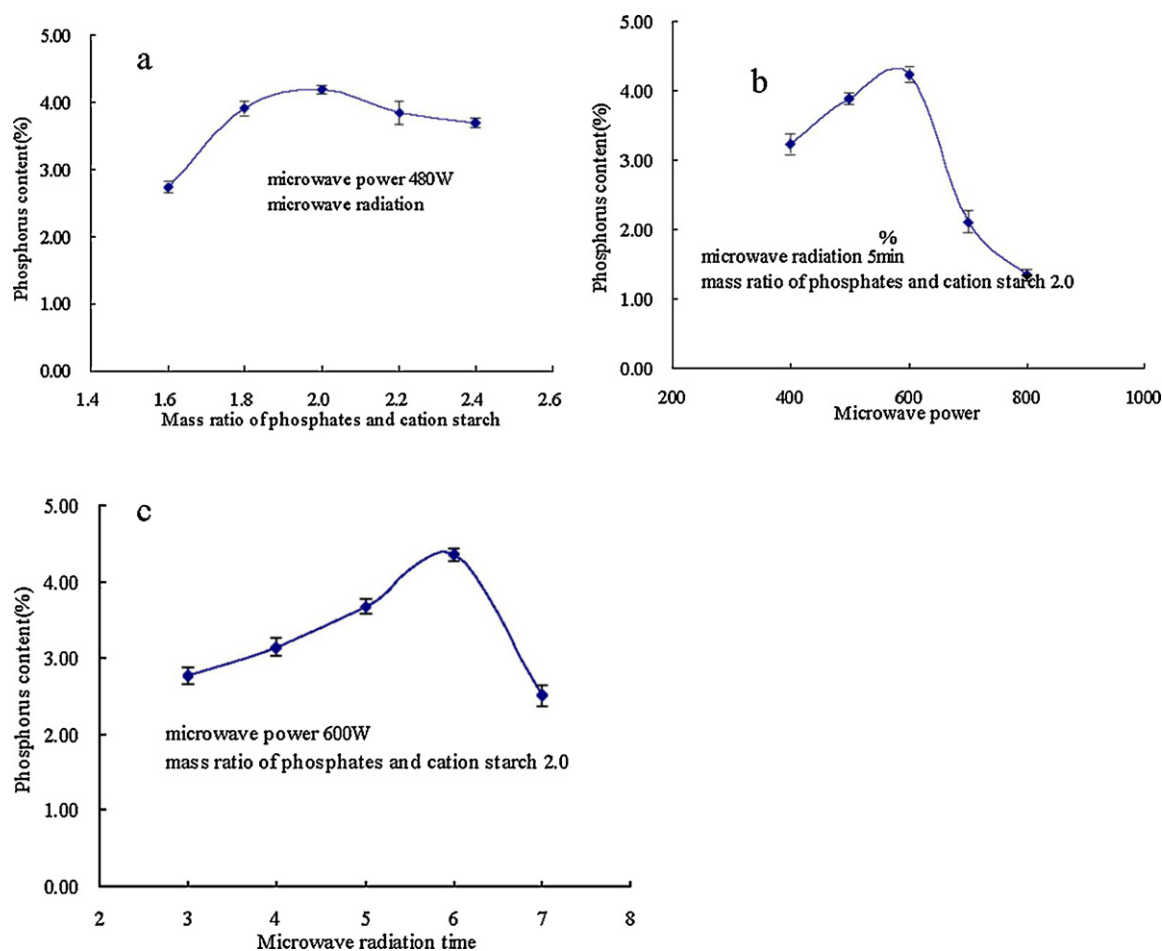 a
5.00
4.00
3.00
2.00
1.00
0.00
Phosphorus content(%)
microwave power 480W
microwave radiation
1.4 1.6 1.8 2.0 2.2 2.4 2.6
Mass ratio of phosphates and cation starch
b
5.00
4.00
3.00
2.00
1.00
0.00
Phosphorus content(%)
%
microwave radiation 5min
mass ratio of phosphates and cation starch 2.0
200 400 600 800 1000
Microwave power
c
5.00
4.00
3.00
2.00
1.00
0.00
Phosphorus content(%)
microwave power 600W
mass ratio of phosphates and cation starch 2.0
2 3 4 5 6 7 8
Microwave radiation time